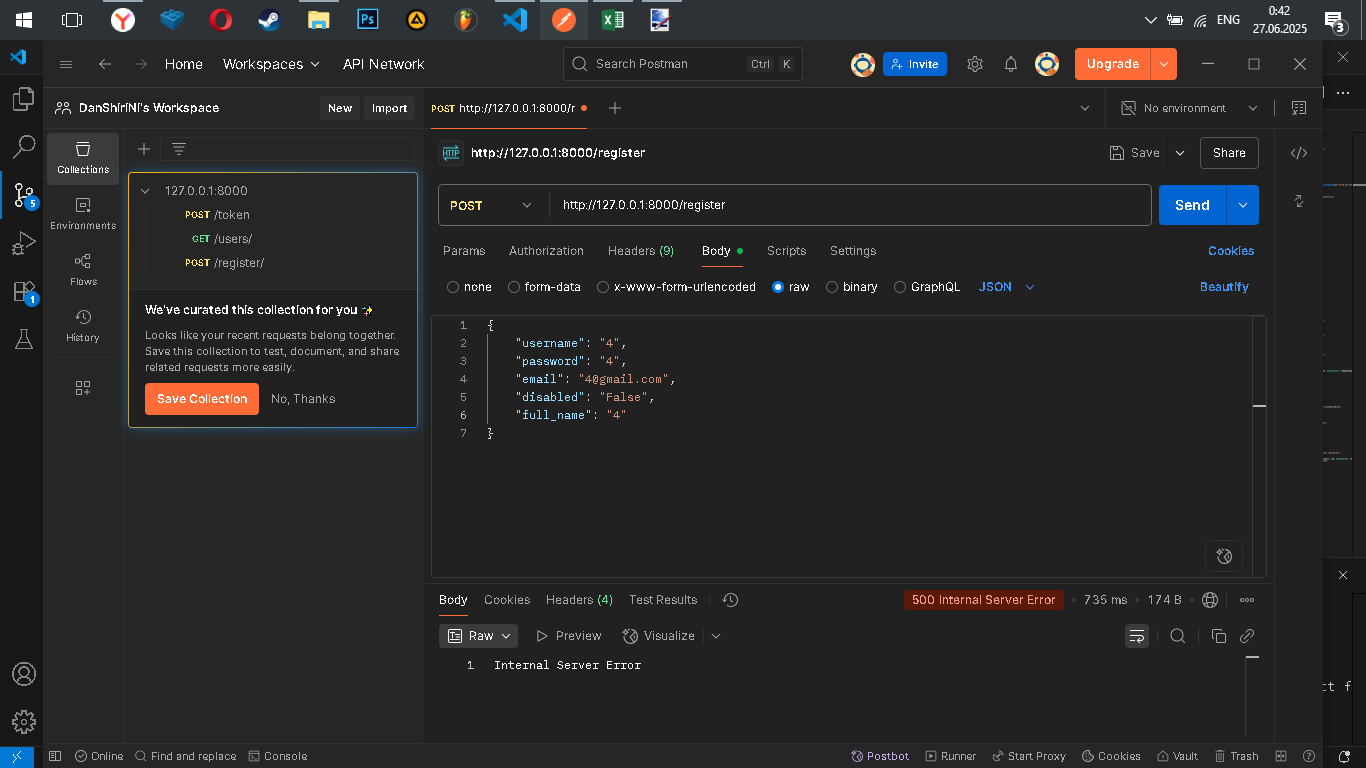 0:42
ENG
27.06.2025
3
Home
Workspaces
API Network
Search Postman
Ctrl K
Invite
Upgrade
DanShiriNi's Workspace
New
Import
POST http://127.0.0.1:8000/r
No environment
Collections
Environments
Flows
History
5
1
127.0.0.1:8000
POST /token
GET /users/
POST /register/
We've curated this collection for you ✨
Looks like your recent requests belong together.
Save this collection to test, document, and share
related requests more easily.
Save Collection
No, Thanks
HTTP
http://127.0.0.1:8000/register
Save
Share
POST
http://127.0.0.1:8000/register
Send
Params
Authorization
Headers (9)
Body
Scripts
Settings
Cookies
none
form-data
x-www-form-urlencoded
raw
binary
GraphQL
JSON
Beautify
1 {
2 "username": "4",
3 "password": "4",
4 "email": "4@gmail.com",
5 "disabled": "False",
6 "full_name": "4"
7 }
Body
Cookies
Headers (4)
Test Results
500 Internal Server Error
735 ms
174 B
Raw
Preview
Visualize
1 Internal Server Error
Online
Find and replace
Console
Postbot
Runner
Start Proxy
Cookies
Vault
Trash